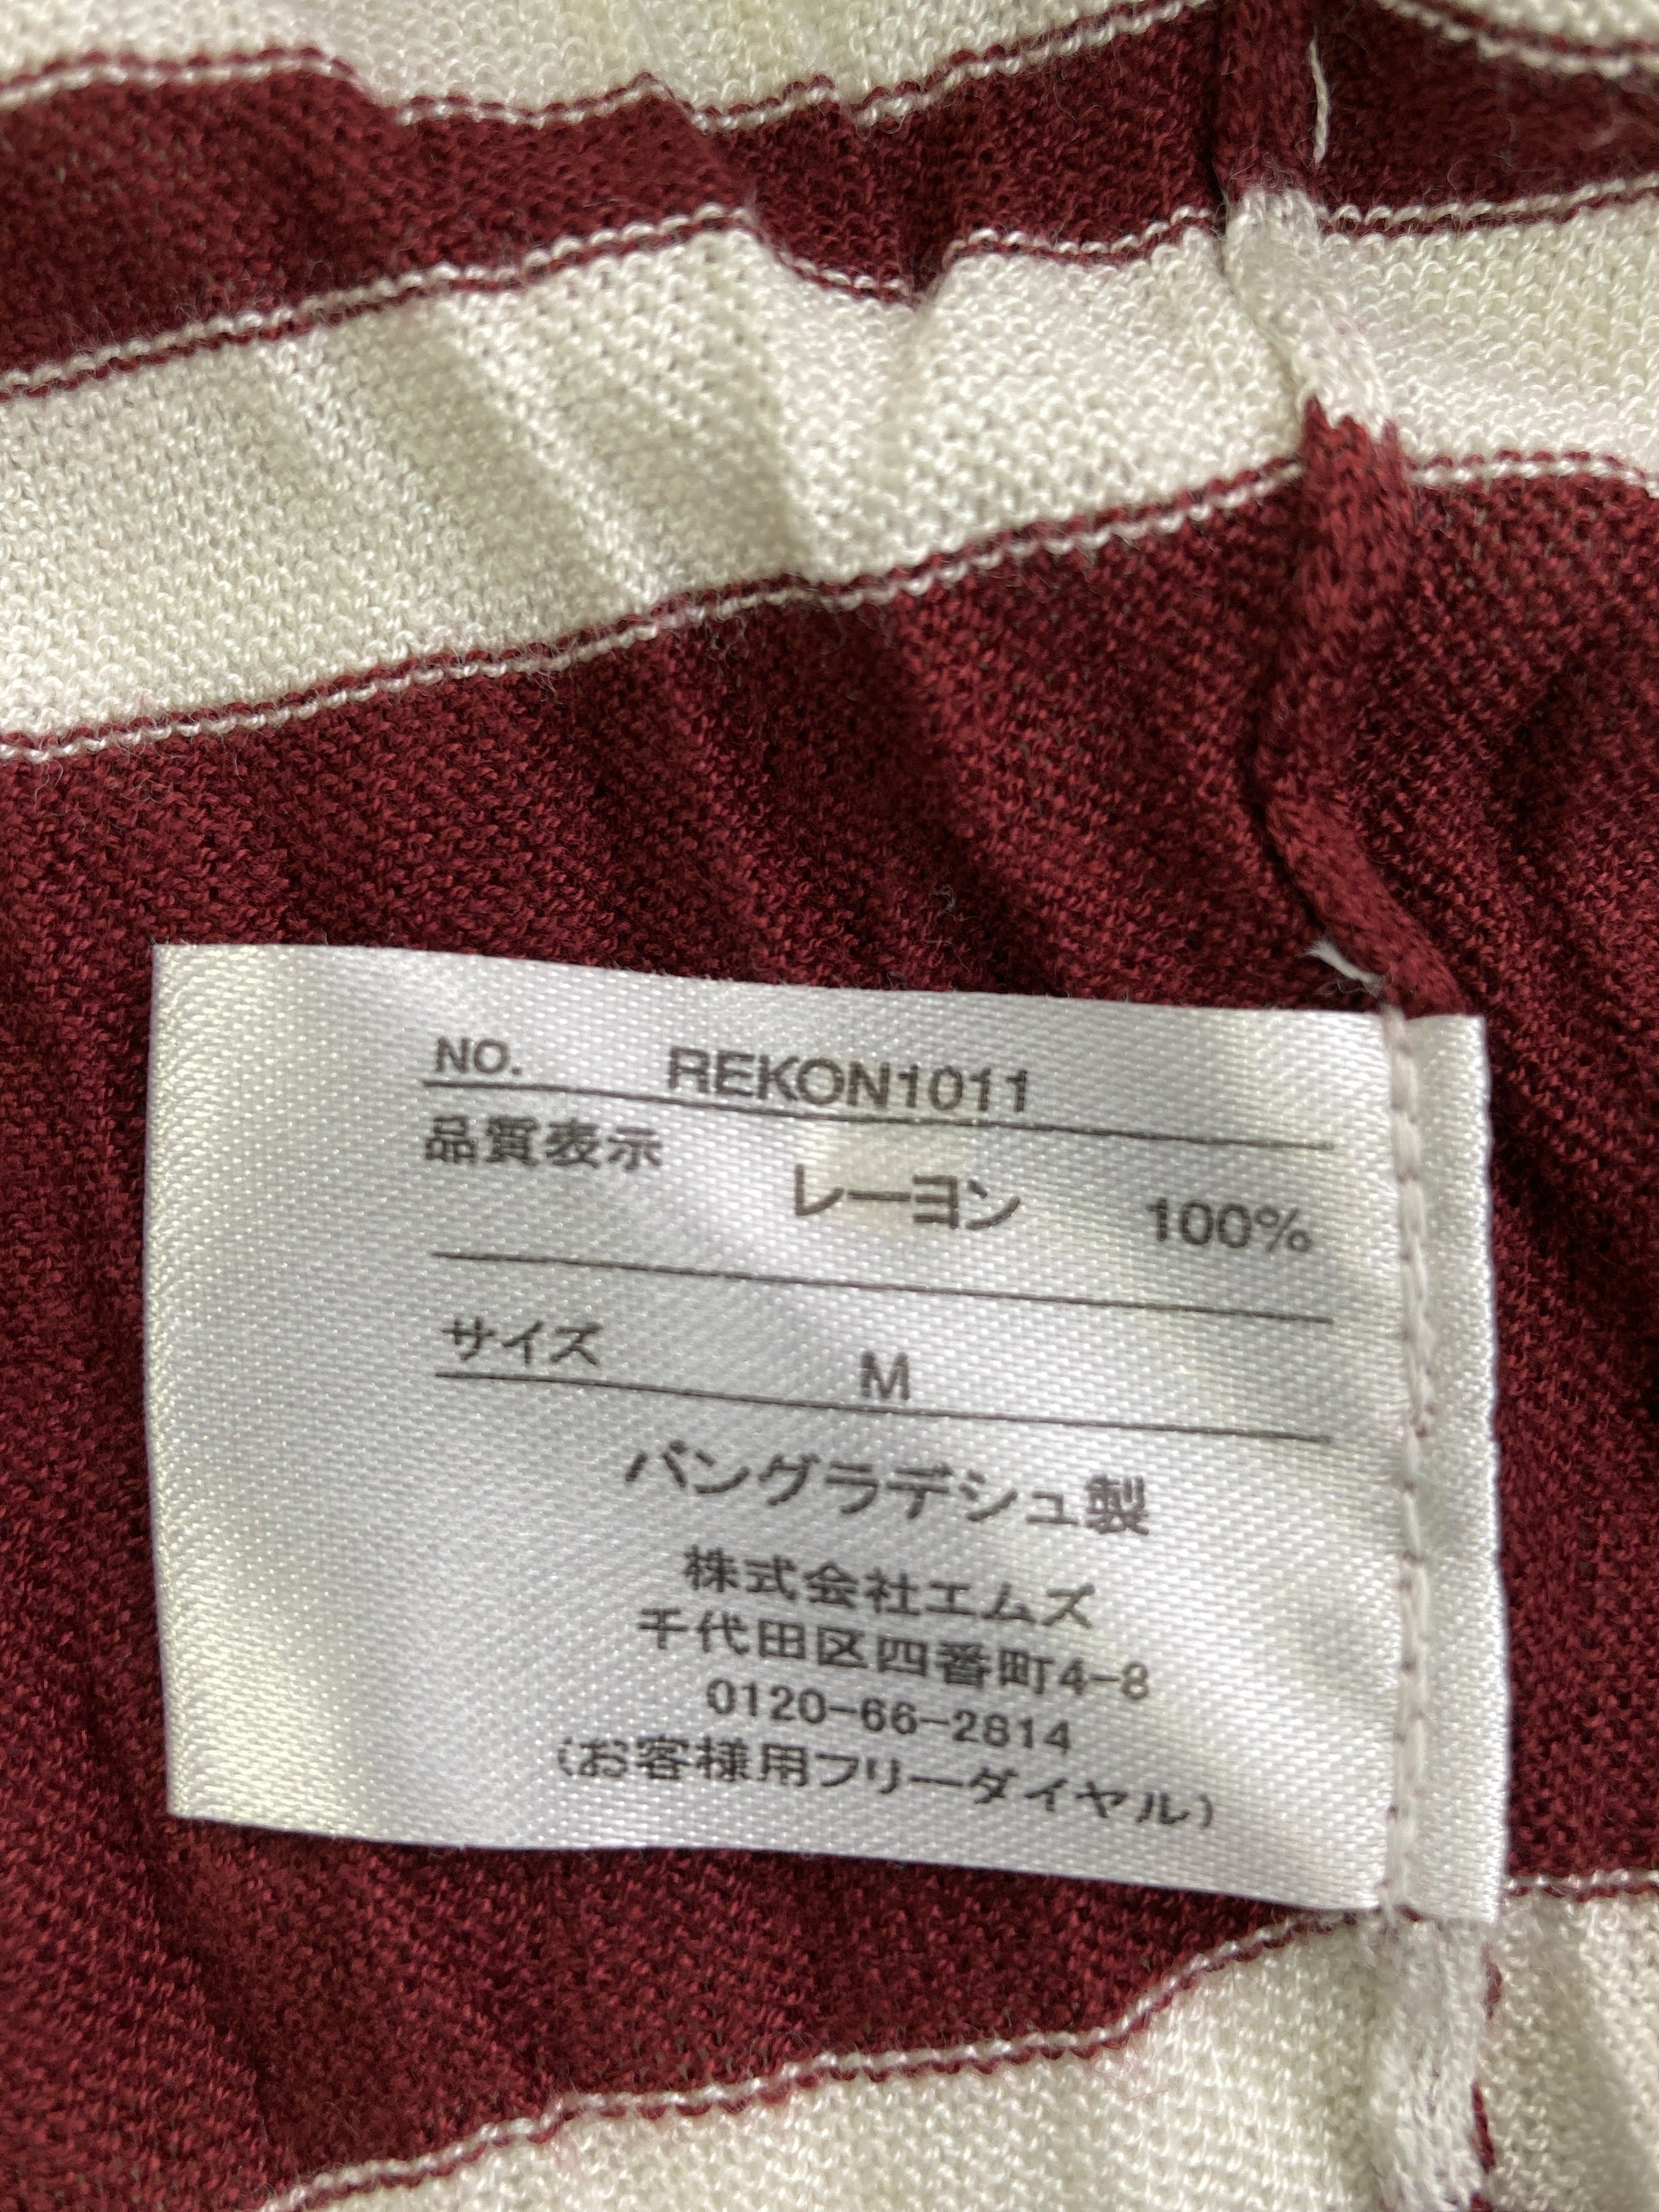 NO. REKON1011
品質表示
レーヨン 100%
サイズ M
バングラデシュ製
株式会社エムズ
千代田区四番町4-8
0120-66-2814
(お客様用フリーダイヤル)